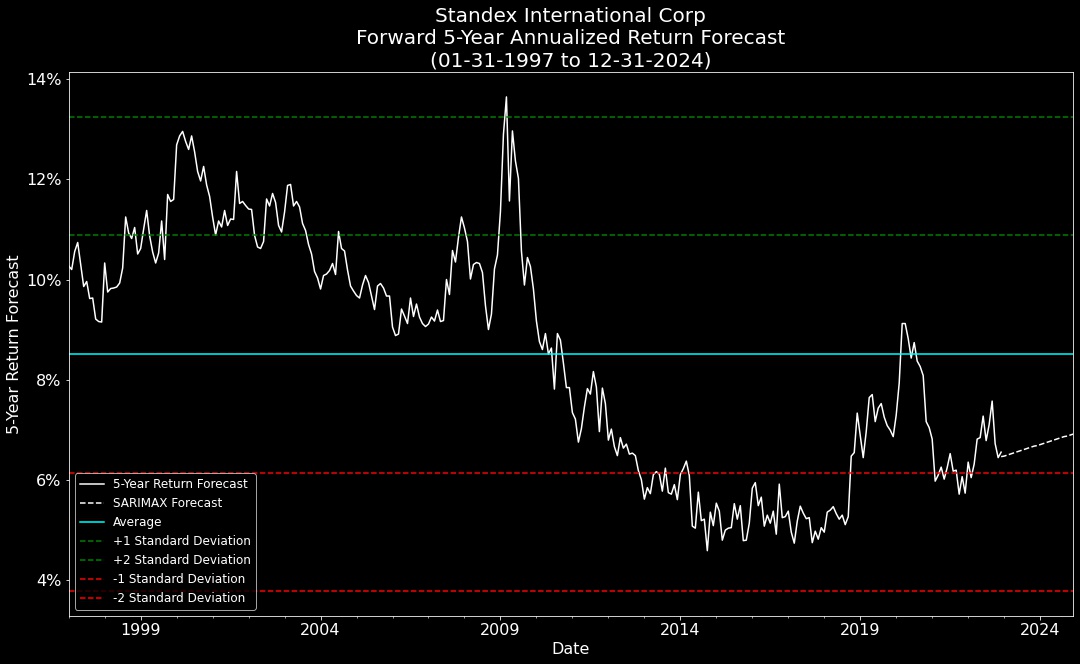 Standex International Corp
Forward 5-Year Annualized Return Forecast
(01-31-1997 to 12-31-2024)
14%
12%
10%
8%
6%
4%
5-Year Return Forecast
5-Year Return Forecast
SARIMAX Forecast
Average
+1 Standard Deviation
+2 Standard Deviation
-1 Standard Deviation
-2 Standard Deviation
1999 2004 2009 2014 2019 2024
Date